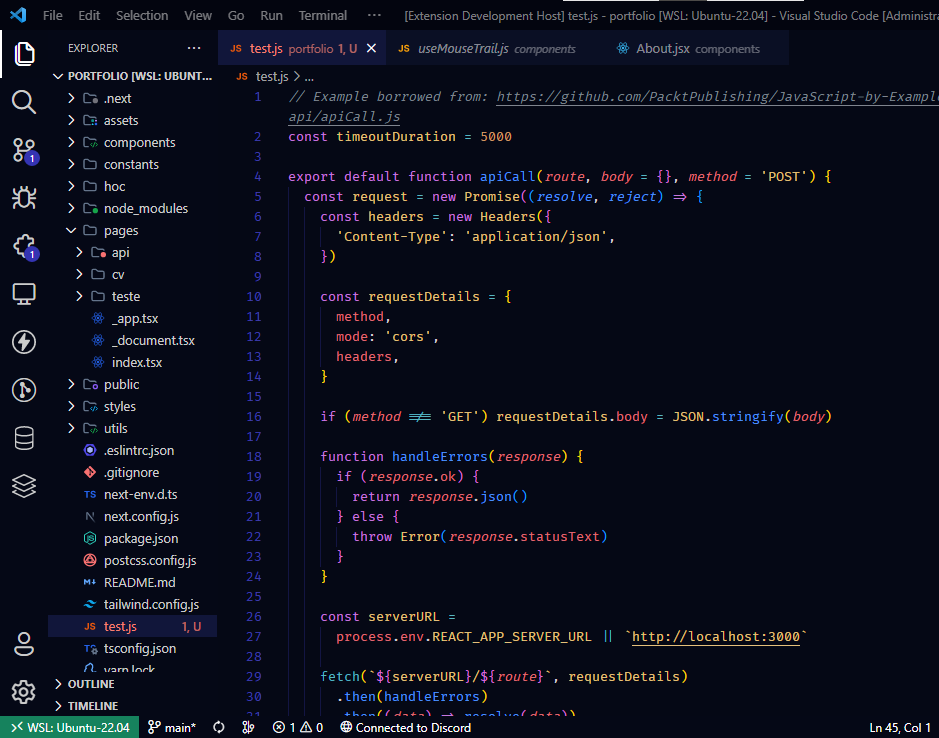 File Edit Selection View Go Run Terminal ··· [Extension Development Host] test.js - portfolio [WSL: Ubuntu-22.04] - Visual Studio Code [Administra
EXPLORER ···
PORTFOLIO [WSL: UBUNT...
.next
assets
components
constants
hoc
node_modules
pages
api
cv
teste
_app.tsx
_document.tsx
index.tsx
public
styles
utils
.eslintrc.json
.gitignore
TS next-env.d.ts
N next.config.js
JS package.json
postcss.config.js
M↓ README.md
tailwind.config.js
JS test.js 1, U
TS tsconfig.json
yarn.lock
OUTLINE
TIMELINE
1
1
JS test.js portfolio 1, U × JS useMouseTrail.js components About.jsx components
JS test.js > ...
1 // Example borrowed from: https://github.com/PacktPublishing/JavaScript-by-Example
api/apiCall.js
2 const timeoutDuration = 5000
3
4 export default function apiCall(route, body = {}, method = 'POST') {
5 const request = new Promise((resolve, reject) => {
6 const headers = new Headers({
7 'Content-Type': 'application/json',
8 })
9
10 const requestDetails = {
11 method,
12 mode: 'cors',
13 headers,
14 }
15
16 if (method !== 'GET') requestDetails.body = JSON.stringify(body)
17
18 function handleErrors(response) {
19 if (response.ok) {
20 return response.json()
21 } else {
22 throw Error(response.statusText)
23 }
24 }
25
26 const serverURL =
27 process.env.REACT_APP_SERVER_URL || `http://localhost:3000`
28
29 fetch(`${serverURL}/${route}`, requestDetails)
30 .then(handleErrors)
31 .then((data) => resolve(data))
WSL: Ubuntu-22.04 main* 1 0 Connected to Discord Ln 45, Col 1